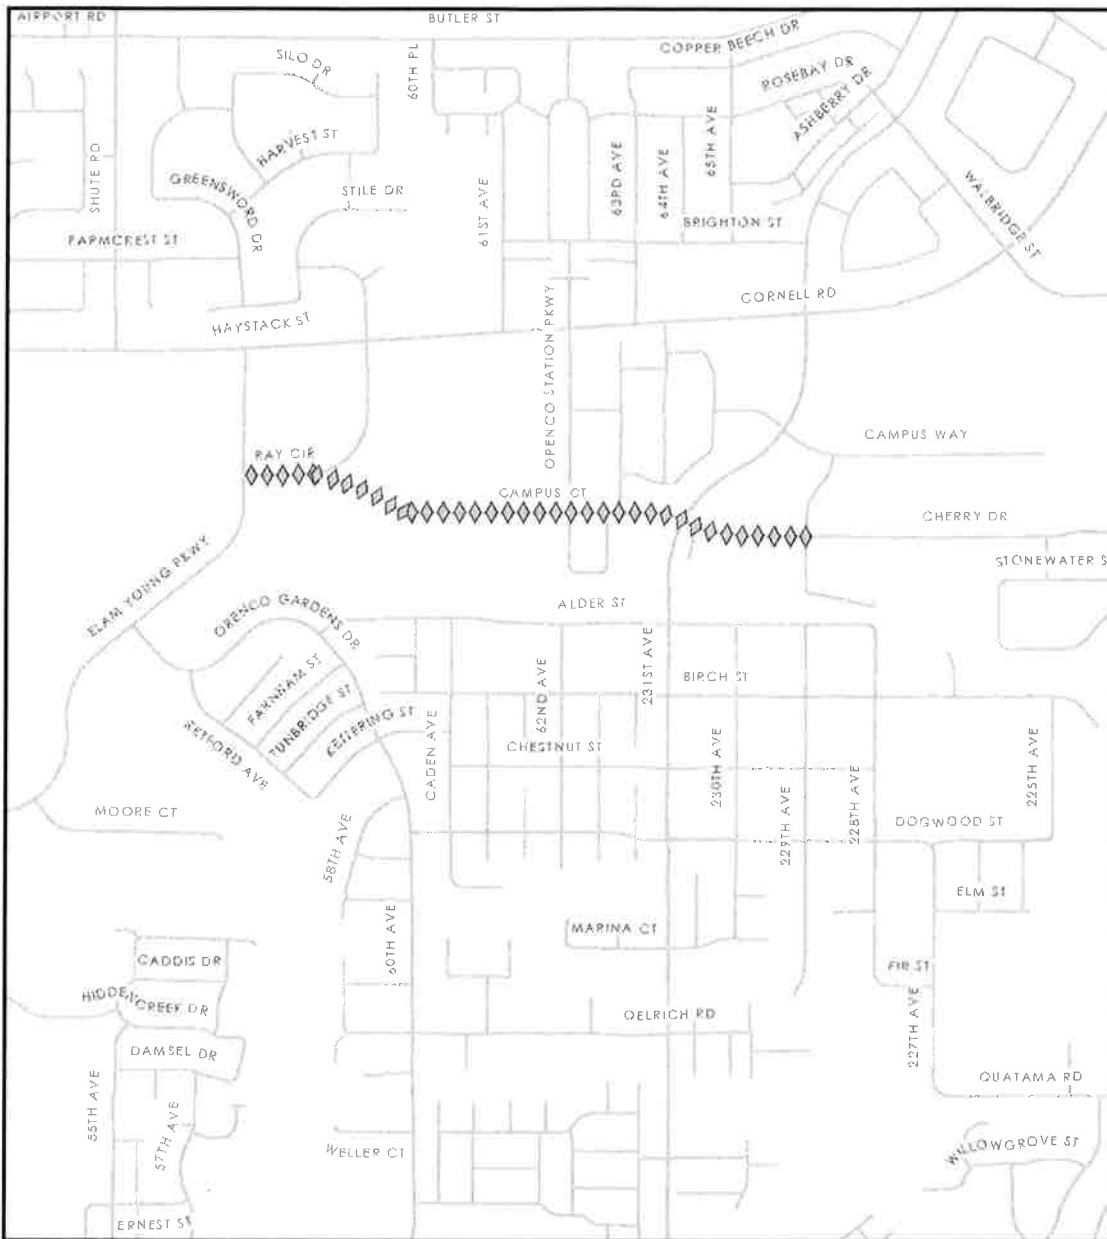 AIRPORT RD
BUTLER ST
COPPER BEECH DR
SILO DR
60TH PL
ROSEBAY DR
ASHBERRY DR
HARVEST ST
SHUTE RD
63RD AVE
64TH AVE
65TH AVE
GREENSWORD DR
STILE DR
61ST AVE
WALBRIDGE ST
BRIGHTON ST
FARMCREST ST
CORNELL RD
HAYSTACK ST
ORENCO STATION PKWY
CAMPUS WAY
RAY CIR
CAMPUS CT
CHERRY DR
STONEWATER S
ELAM YOUNG PKWY
ORENCO GARDENS DR
ALDER ST
231ST AVE
BIRCH ST
FARNHAM ST
62ND AVE
TUNBRIDGE ST
KETTERING ST
CADEN AVE
CHESTNUT ST
RETFORD AVE
230TH AVE
225TH AVE
229TH AVE
228TH AVE
MOORE CT
DOGWOOD ST
58TH AVE
ELM ST
60TH AVE
MARINA CT
CADDIS DR
FIR ST
HIDDEN CREEK DR
OELRICH RD
227TH AVE
DAMSEL DR
QUATAMA RD
55TH AVE
57TH AVE
WELLER CT
WILLOWGROVE ST
ERNEST ST